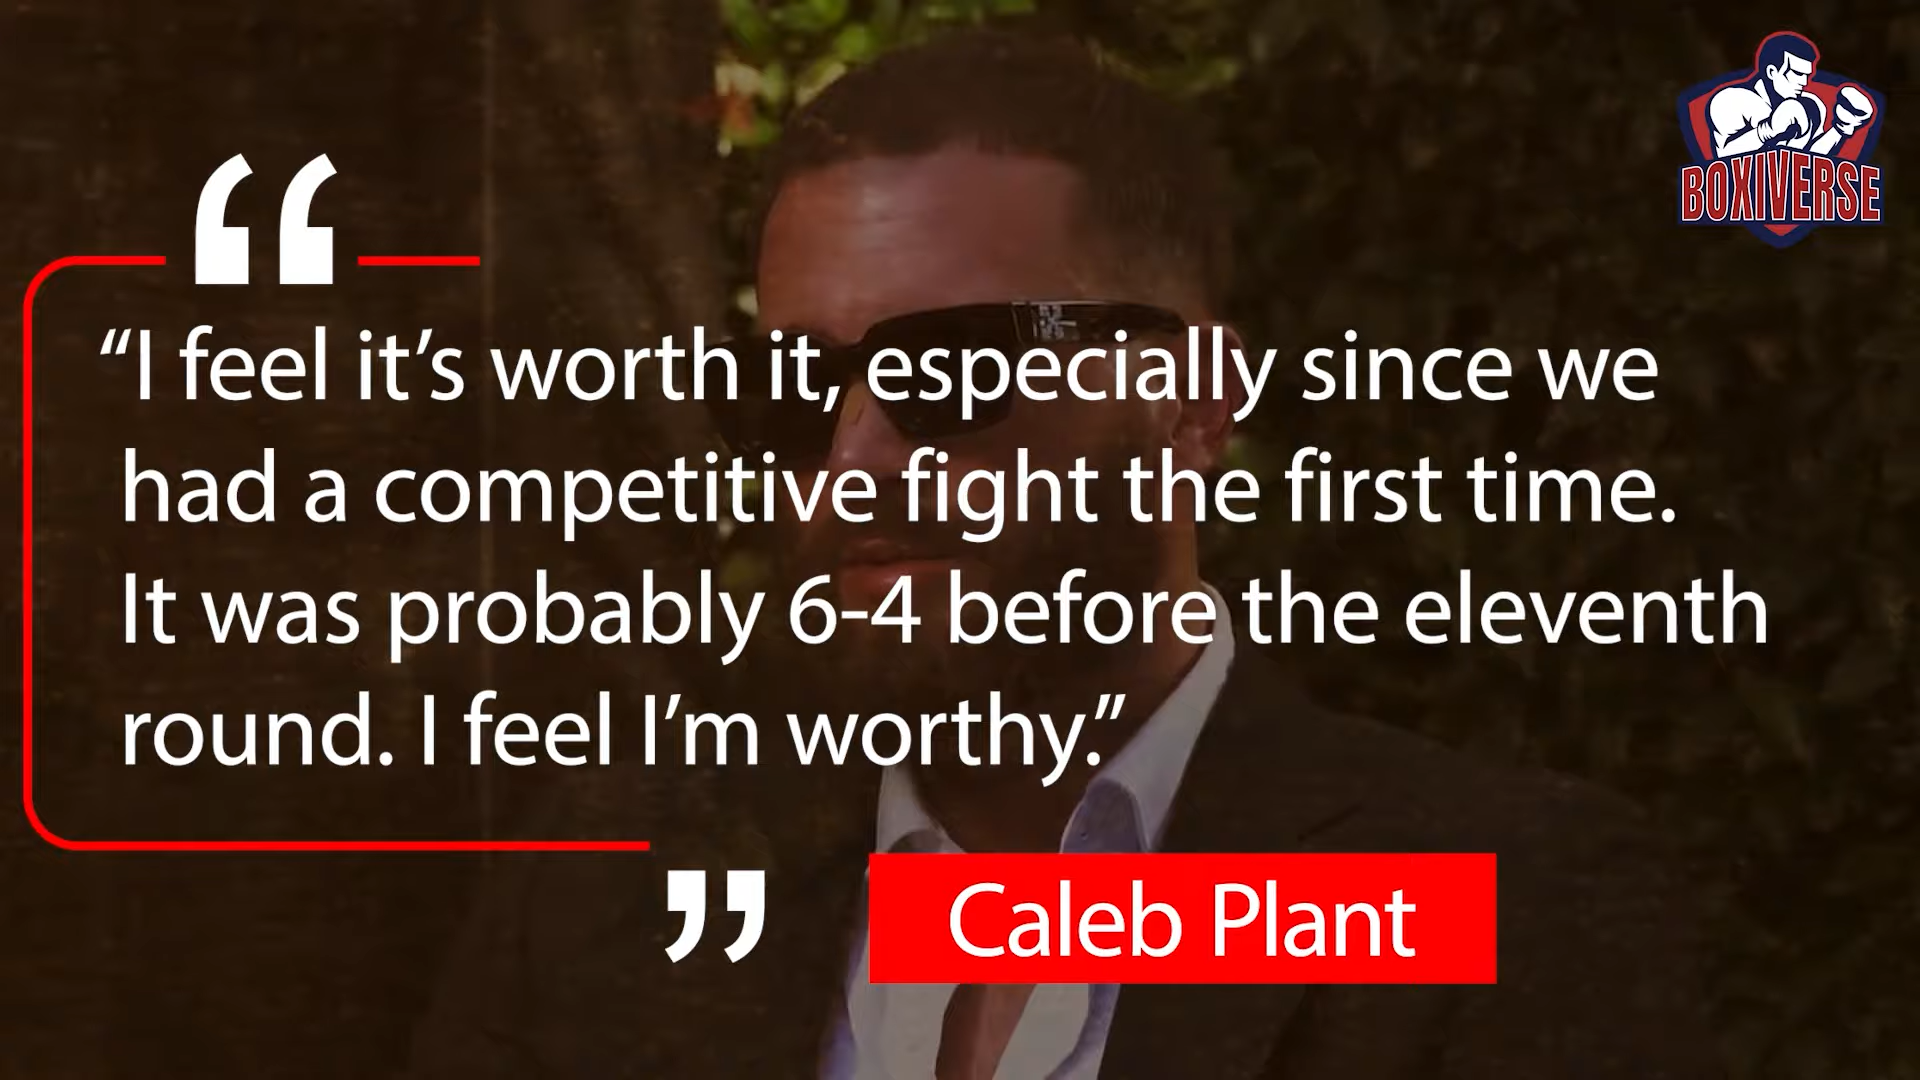 BOXIVERSE
“
“I feel it’s worth it, especially since we
had a competitive fight the first time.
It was probably 6-4 before the eleventh
round. I feel I’m worthy.”
”
Caleb Plant